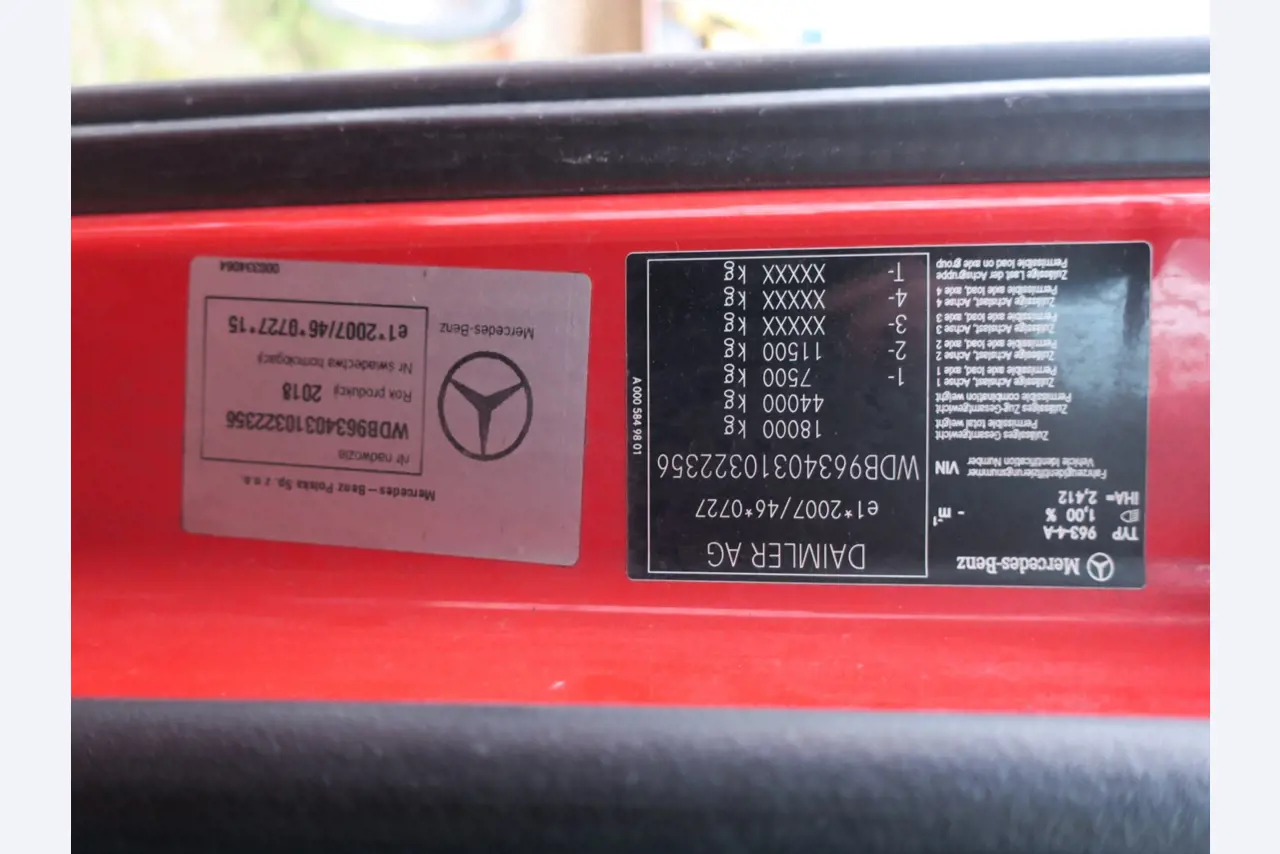 Mercedes-Benz
TYP 963-4-A
1,00 % - m⁻¹
IHA= 2,412
Fahrzeugidentifiziernummer
Vehicle Identification Number VIN
Zulässiges Gesamtgewicht
Permissible total weight
Zulässiges Zug-Gesamtgewicht
Permissible combination weight
Zulässige Achslast, Achse 1
Permissible axle load, axle 1
Zulässige Achslast, Achse 2
Permissible axle load, axle 2
Zulässige Achslast, Achse 3
Permissible axle load, axle 3
Zulässige Achslast, Achse 4
Permissible axle load, axle 4
Zulässige Last der Achsgruppe
Permissible axle on load group
DAIMLER AG
e1*2007/46*0727
WDB96340310322356
18000 kg
44000 kg
1- 7500 kg
2- 11500 kg
3- XXXXX kg
4- XXXXX kg
T- XXXXX kg
A 000 584 98 01
Mercedes – Benz Polska Sp. z o.o.
Mercedes-Benz
nr nadwozia
WDB96340310322356
Rok produkcji 2018
Nr świadectwa homologacji
e1*2007/46*0727*15
000334064